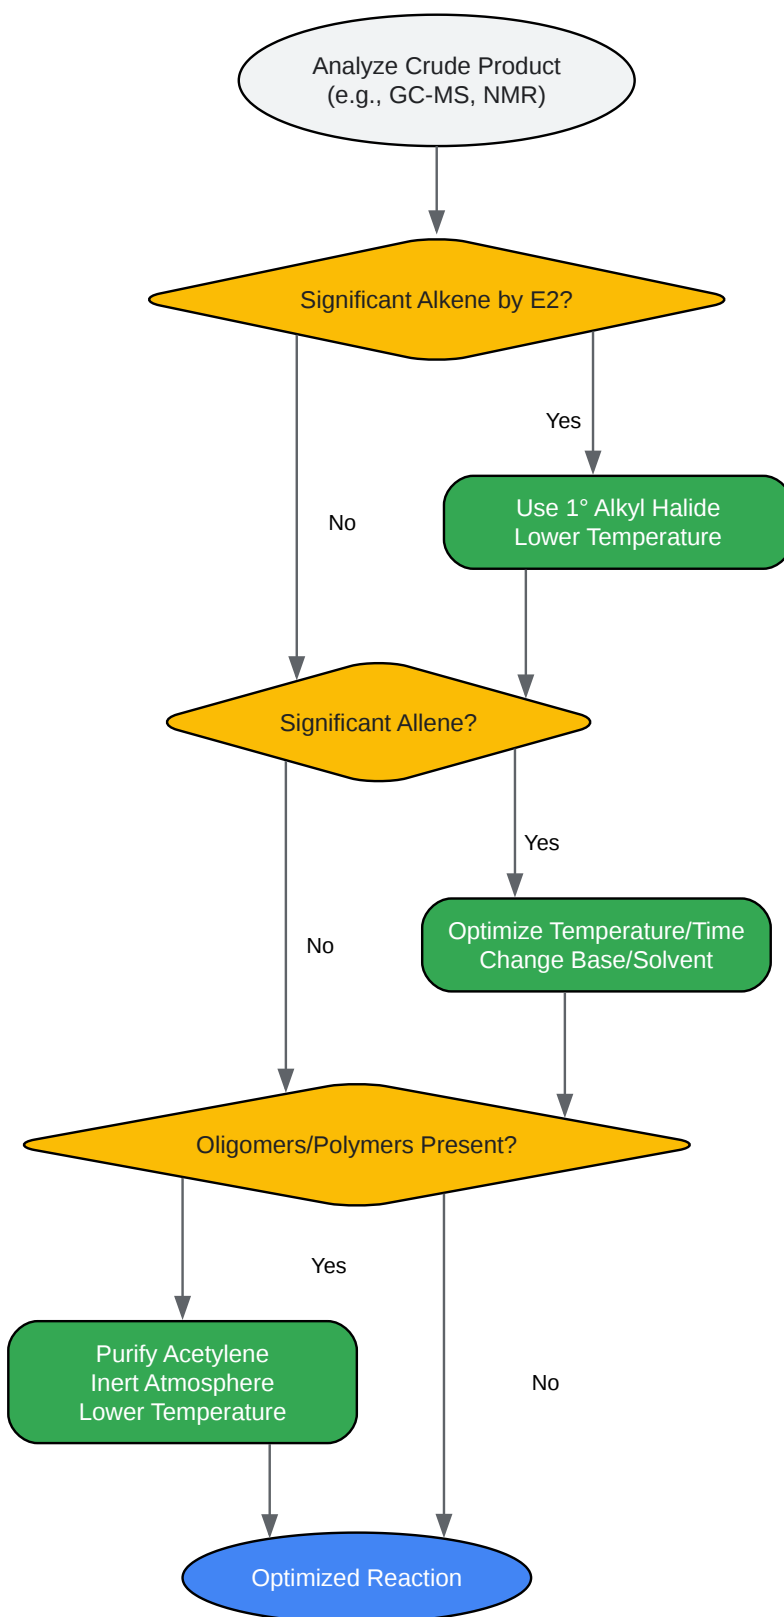 Analyze Crude Product
(e.g., GC-MS, NMR)
Significant Alkene by E2?
Yes
Use 1° Alkyl Halide
Lower Temperature
No
Significant Allene?
Yes
Optimize Temperature/Time
Change Base/Solvent
No
Oligomers/Polymers Present?
Yes
Purify Acetylene
Inert Atmosphere
Lower Temperature
No
Optimized Reaction